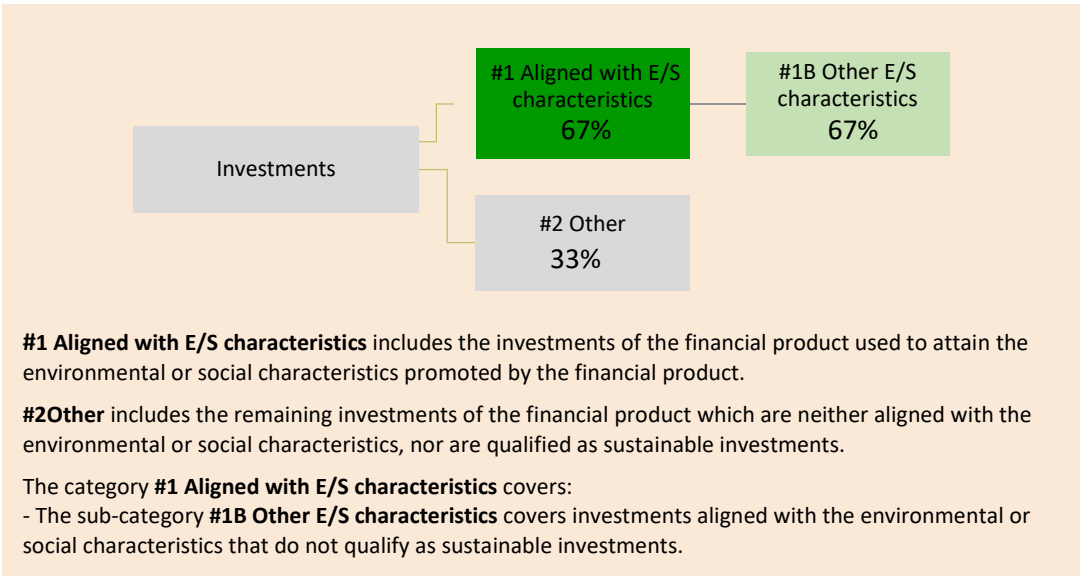 #1 Aligned with E/S
characteristics
67%
#1B Other E/S
characteristics
67%
Investments
#2 Other
33%
#1 Aligned with E/S characteristics includes the investments of the financial product used to attain the
environmental or social characteristics promoted by the financial product.
#2Other includes the remaining investments of the financial product which are neither aligned with the
environmental or social characteristics, nor are qualified as sustainable investments.
The category #1 Aligned with E/S characteristics covers:
- The sub-category #1B Other E/S characteristics covers investments aligned with the environmental or
social characteristics that do not qualify as sustainable investments.